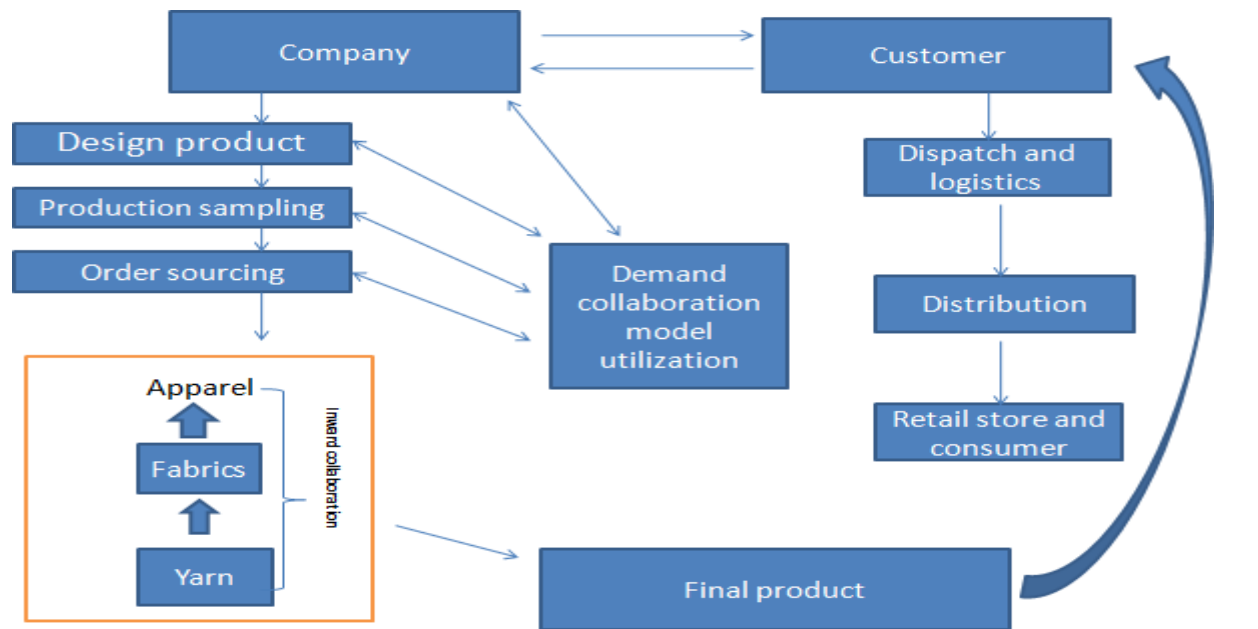 Company
Customer
Design product
Production sampling
Order sourcing
Dispatch and
logistics
Demand
collaboration
model
utilization
Distribution
Retail store and
consumer
Apparel
Fabrics
Yarn
Inward collaboration
Final product